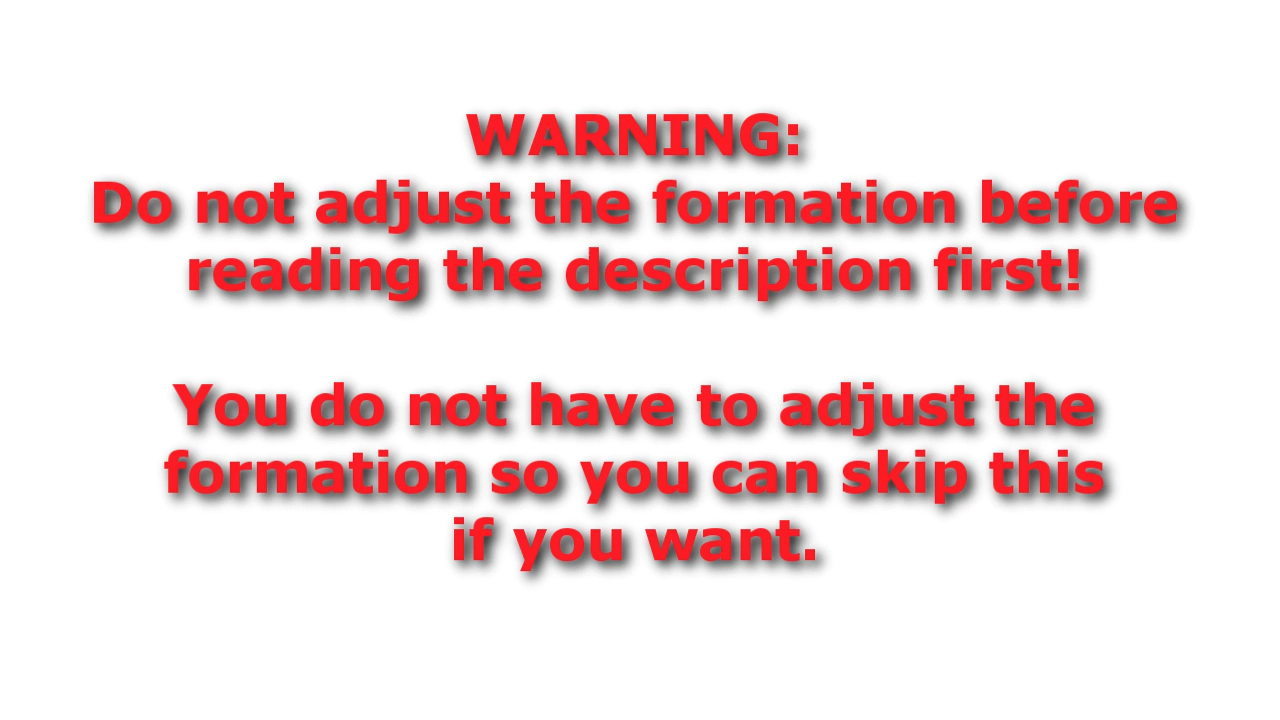 WARNING:
Do not adjust the formation before
reading the description first!
You do not have to adjust the
formation so you can skip this
if you want.